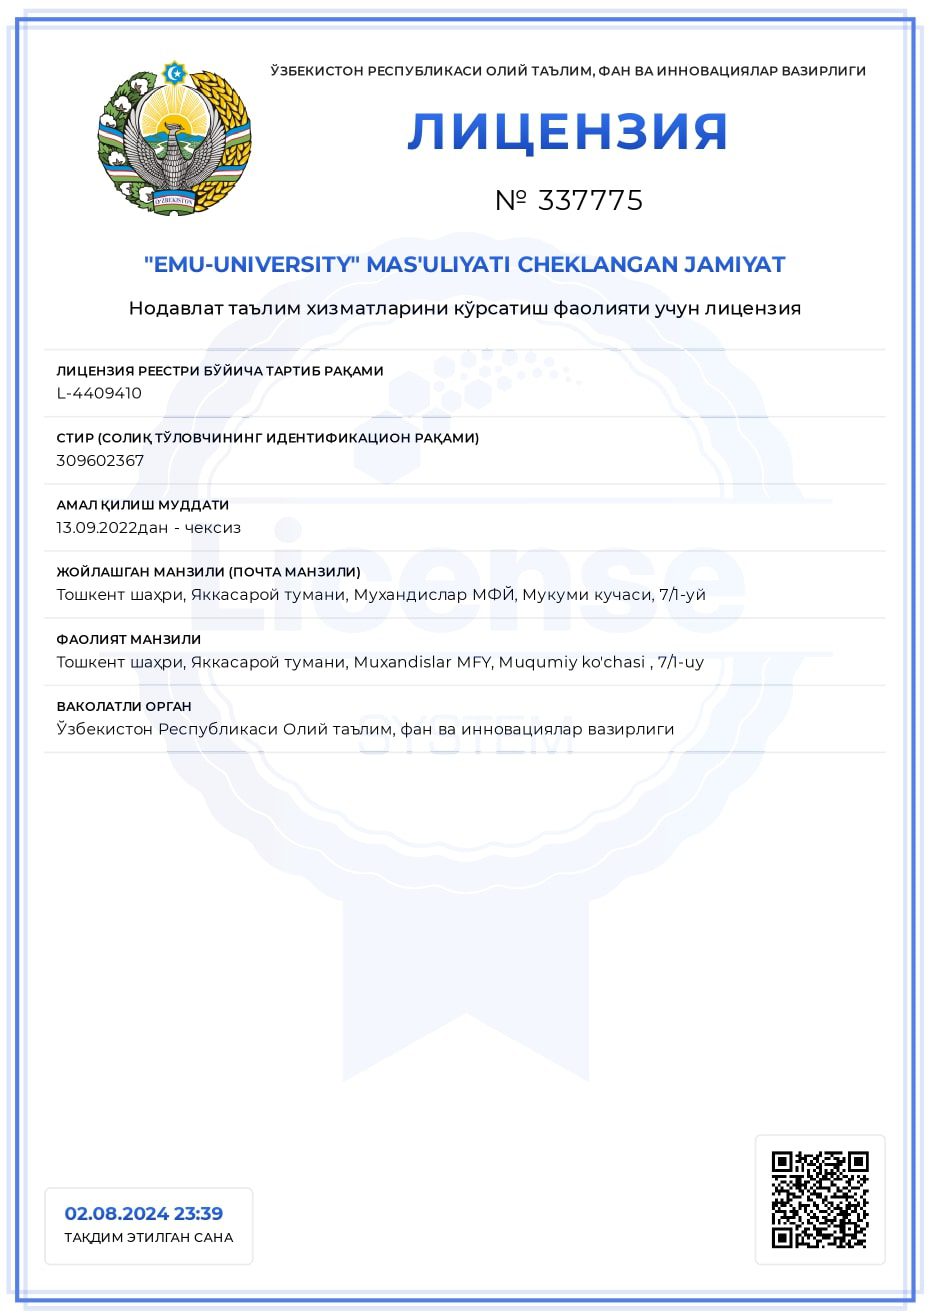 ЎЗБЕКИСТОН РЕСПУБЛИКАСИ ОЛИЙ ТАЪЛИМ, ФАН ВА ИННОВАЦИЯЛАР ВАЗИРЛИГИ
ЛИЦЕНЗИЯ
№ 337775
O'ZBEKISTON
"EMU-UNIVERSITY" MAS'ULIYATI CHEKLANGAN JAMIYAT
Нодавлат таълим хизматларини кўрсатиш фаолияти учун лицензия
ЛИЦЕНЗИЯ РЕЕСТРИ БЎЙИЧА ТАРТИБ РАҚАМИ
L-4409410
СТИР (СОЛИҚ ТЎЛОВЧИНИНГ ИДЕНТИФИКАЦИОН РАҚАМИ)
309602367
АМАЛ ҚИЛИШ МУДДАТИ
13.09.2022дан - чексиз
ЖОЙЛАШГАН МАНЗИЛИ (ПОЧТА МАНЗИЛИ)
Тошкент шаҳри, Яккасарой тумани, Мухандислар МФЙ, Мукуми кучаси, 7/1-уй
ФАОЛИЯТ МАНЗИЛИ
Тошкент шаҳри, Яккасарой тумани, Muxandislar MFY, Muqumiy ko'chasi , 7/1-uy
ВАКОЛАТЛИ ОРГАН
Ўзбекистон Республикаси Олий таълим, фан ва инновациялар вазирлиги
License
SYSTEM
02.08.2024 23:39
ТАҚДИМ ЭТИЛГАН САНА